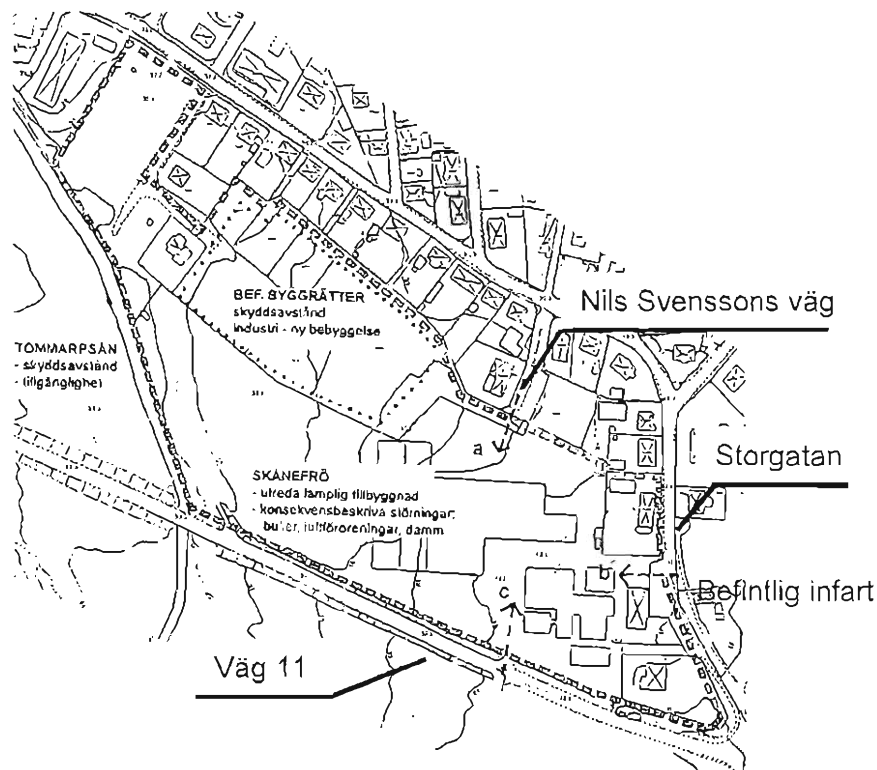 BEF. BYGGRÄTTER
skyddsavstånd
industri - ny bebyggelse
Nils Svenssons väg
TOMMARPSÅN
- skyddsavstånd
- (tillgänglighet)
a
Storgatan
SKÅNEFRÖ
- utreda lämplig tillbyggnad
- konsekvensbeskriva störningar;
buller, luftföroreningar, damm
b
Befintlig infart
c
Väg 11